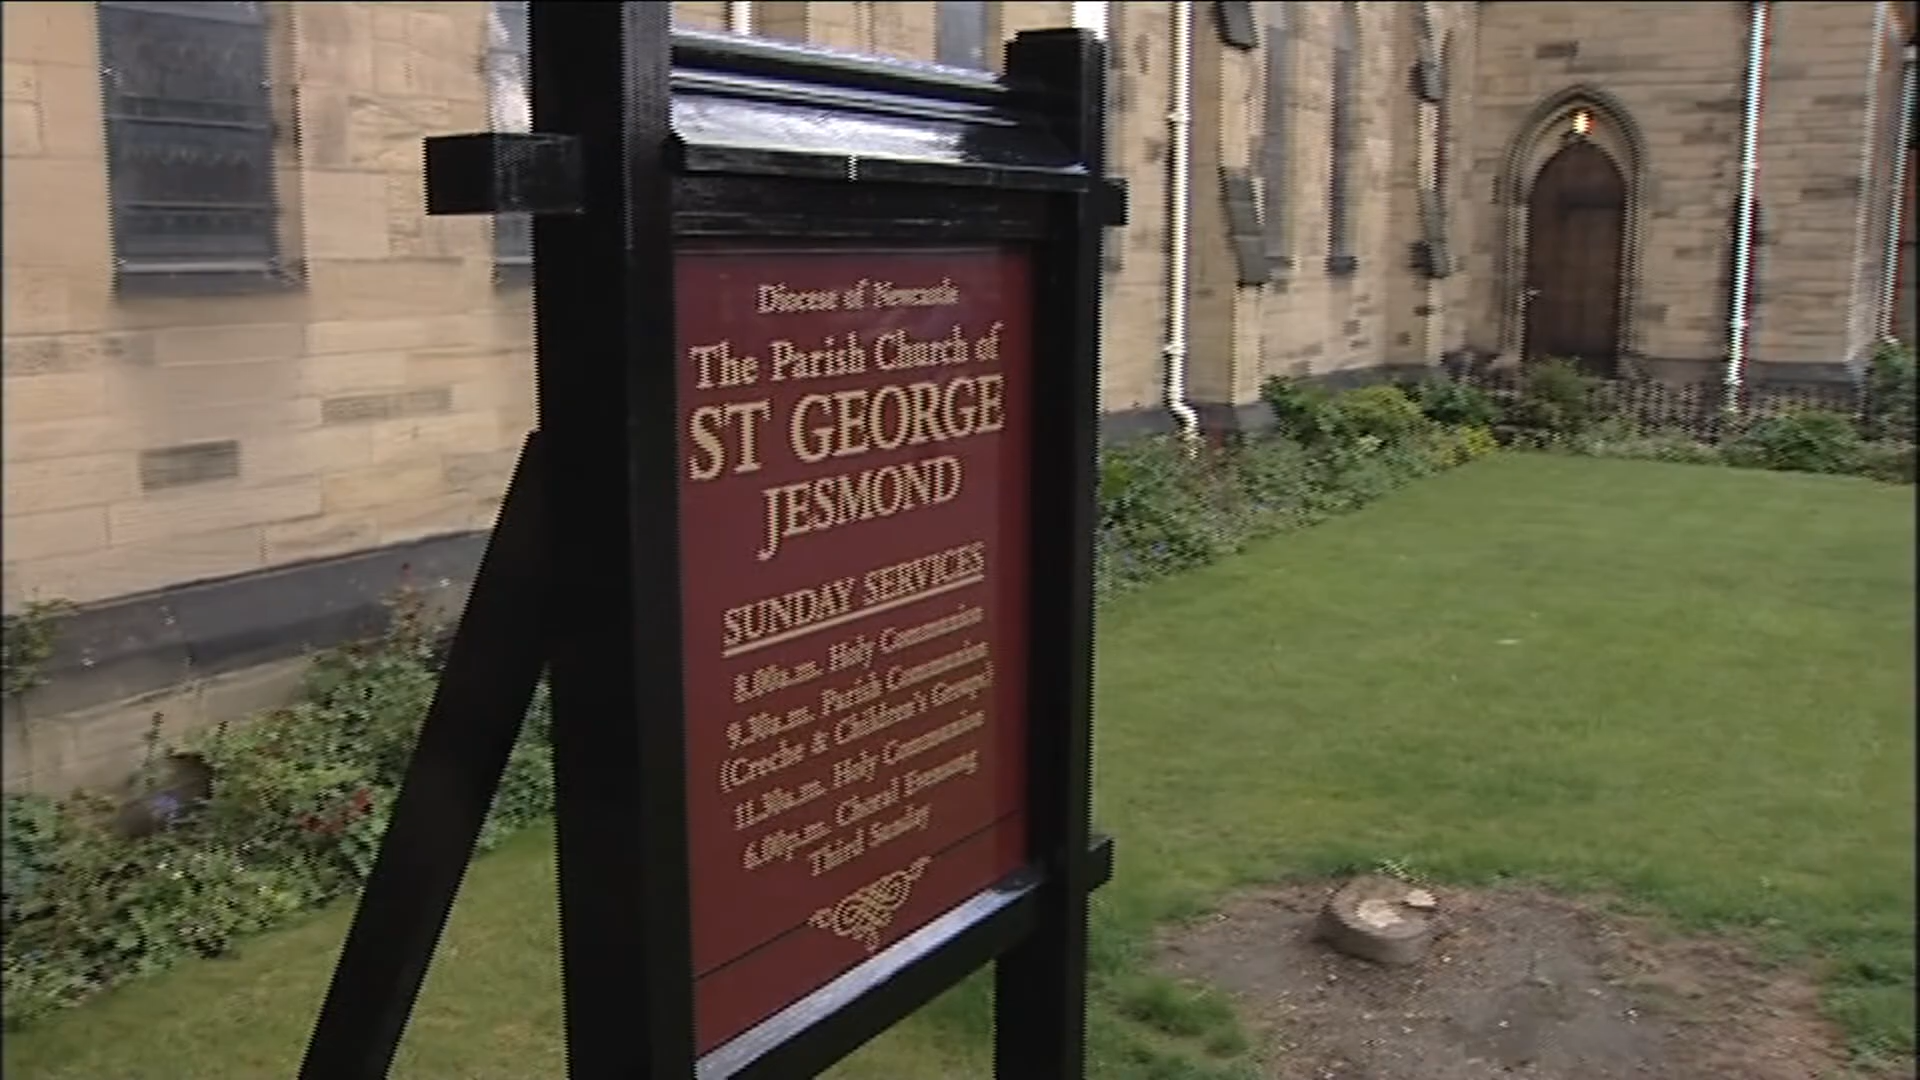 Diocese of Newcastle
The Parish Church of
ST GEORGE
JESMOND
SUNDAY SERVICES
8.00a.m. Holy Communion
9.30a.m. Parish Communion
(Creche & Children's Groups)
11.30a.m. Holy Communion
6.00p.m. Choral Evensong
Third Sunday